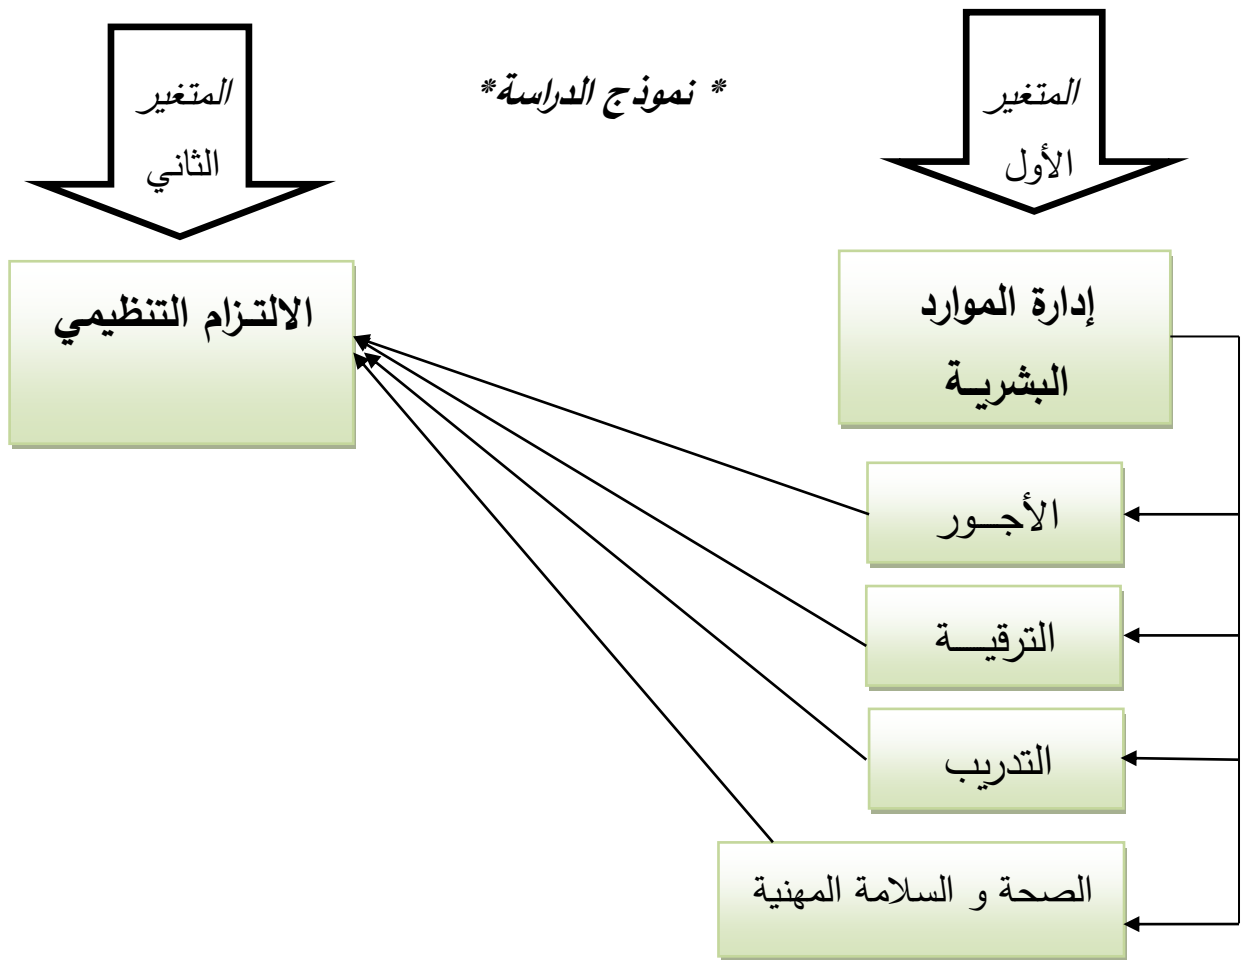 * نموذج الدراسة*
المتغير
الأول
المتغير
الثاني
إدارة الموارد
البشريـة
الالتـزام التنظيمي
الأجــور
الترقيـــة
التدريب
الصحة و السلامة المهنية